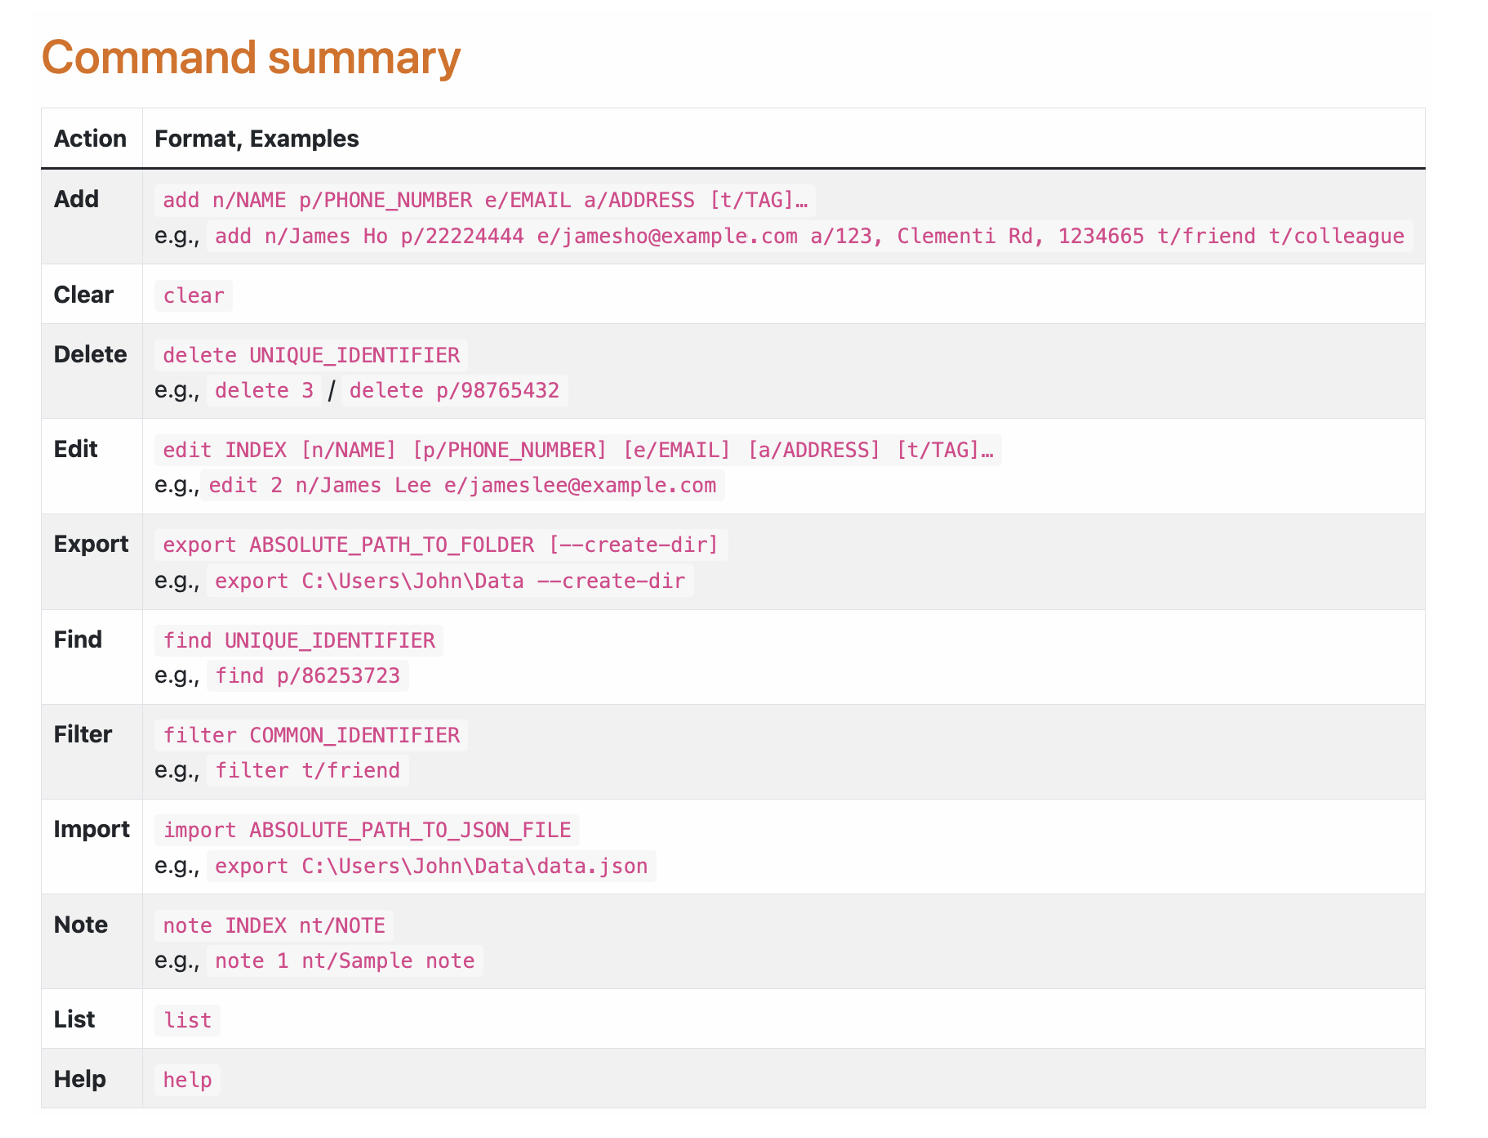 Command summary
Action Format, Examples
Add add n/NAME p/PHONE_NUMBER e/EMAIL a/ADDRESS [t/TAG]…
e.g., add n/James Ho p/22224444 e/jamesho@example.com a/123, Clementi Rd, 1234665 t/friend t/colleague
Clear clear
Delete delete UNIQUE_IDENTIFIER
e.g., delete 3 / delete p/98765432
Edit edit INDEX [n/NAME] [p/PHONE_NUMBER] [e/EMAIL] [a/ADDRESS] [t/TAG]…
e.g., edit 2 n/James Lee e/jameslee@example.com
Export export ABSOLUTE_PATH_TO_FOLDER [--create-dir]
e.g., export C:\Users\John\Data --create-dir
Find find UNIQUE_IDENTIFIER
e.g., find p/86253723
Filter filter COMMON_IDENTIFIER
e.g., filter t/friend
Import import ABSOLUTE_PATH_TO_JSON_FILE
e.g., export C:\Users\John\Data\data.json
Note note INDEX nt/NOTE
e.g., note 1 nt/Sample note
List list
Help help